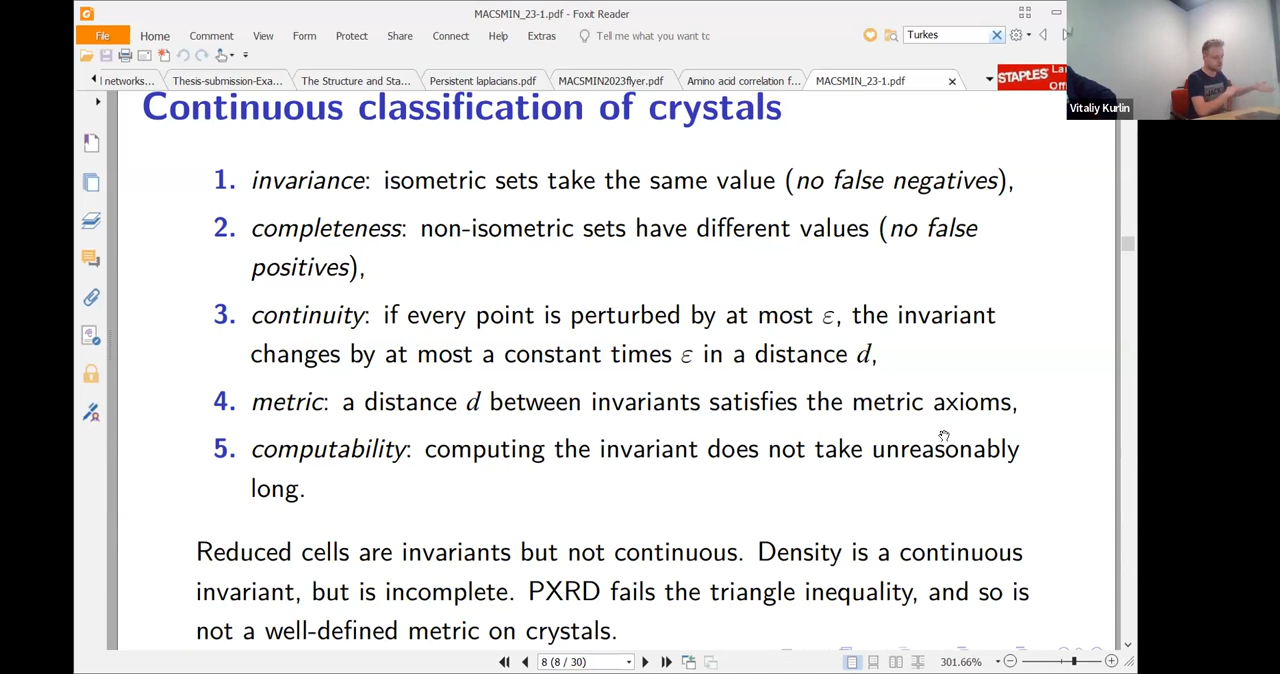 MACSMIN_23-1.pdf - Foxit Reader
File Home Comment View Form Protect Share Connect Help Extras Tell me what you want tc Turkes
I networks... Thesis-submission-Exa... The Structure and Sta... Persistent laplacians.pdf MACSMIN2023flyer.pdf Amino acid correlation f... MACSMIN_23-1.pdf
STAPLES Lar
Om
Vitaliy Kurlin
Continuous classification of crystals
1. invariance: isometric sets take the same value (no false negatives),
2. completeness: non-isometric sets have different values (no false
positives),
3. continuity: if every point is perturbed by at most ε, the invariant
changes by at most a constant times ε in a distance d,
4. metric: a distance d between invariants satisfies the metric axioms,
5. computability: computing the invariant does not take unreasonably
long.
Reduced cells are invariants but not continuous. Density is a continuous
invariant, but is incomplete. PXRD fails the triangle inequality, and so is
not a well-defined metric on crystals.
8 (8 / 30) 301.66%